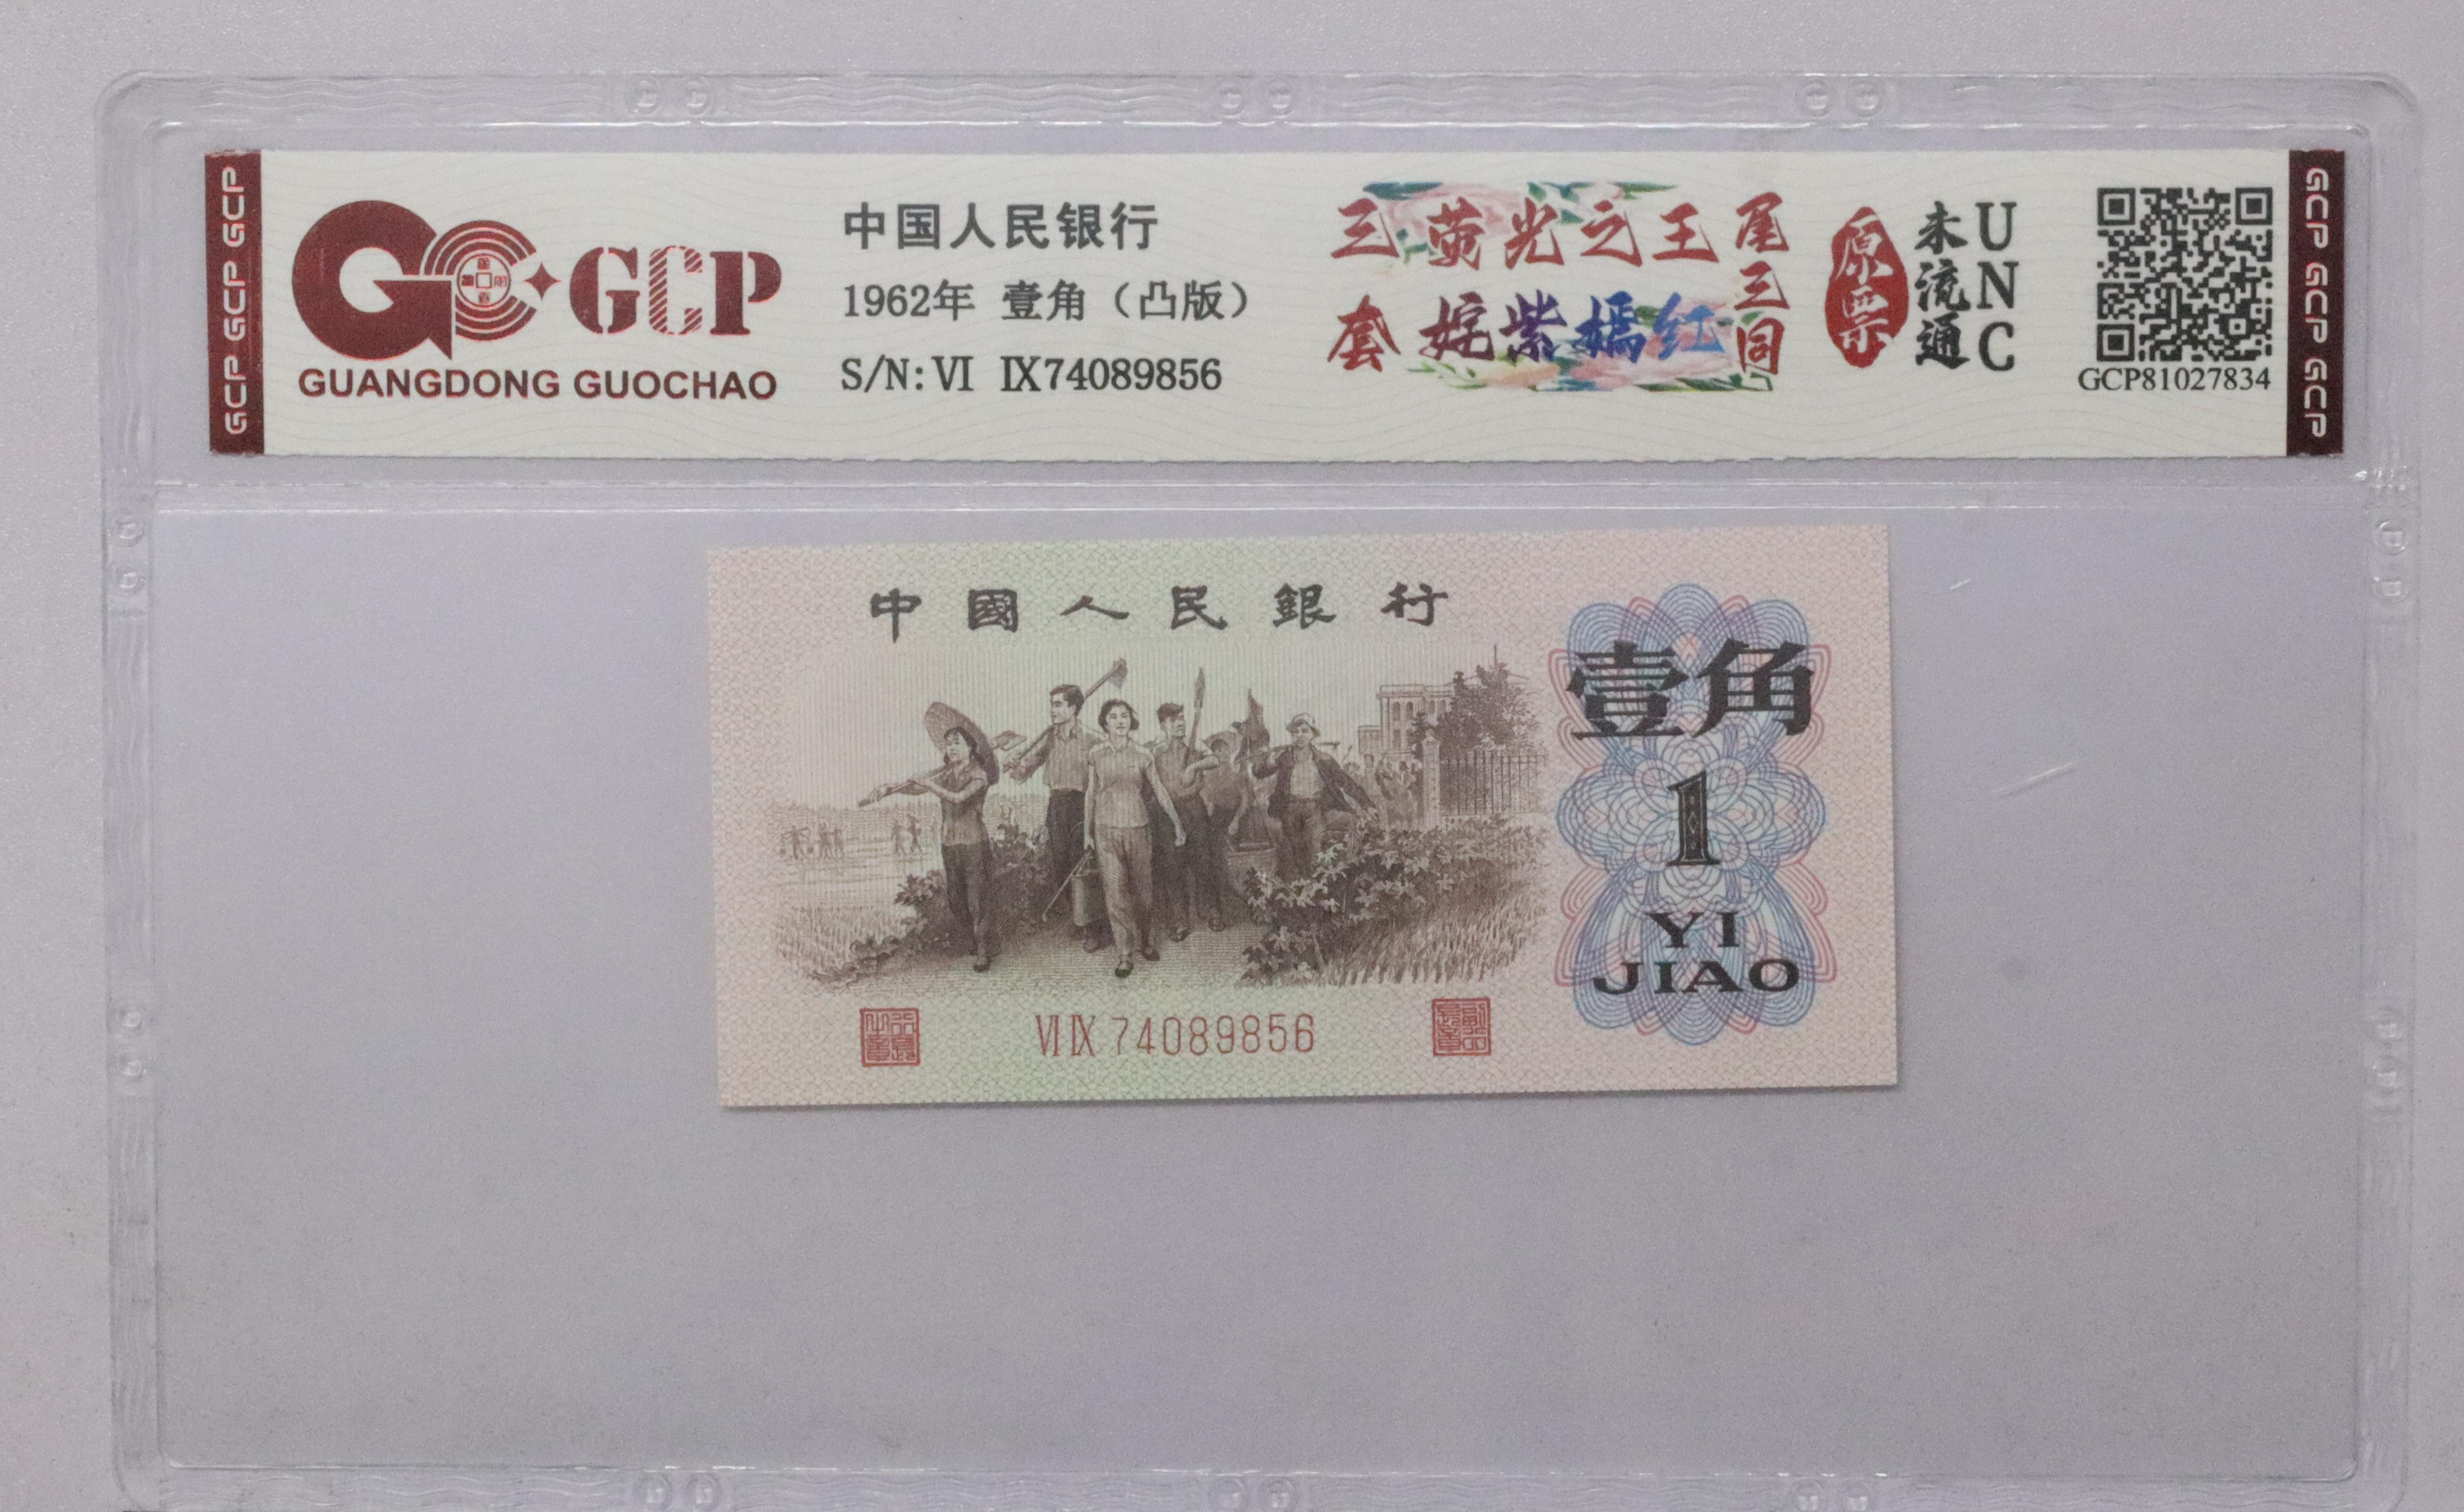 GCP GCP GCP
GCP
GUANGDONG GUOCHAO
中国人民银行
1962年 壹角（凸版）
S/N: VI IX74089856
三套
荧光之王
姹紫嫣红
尾三同
原票
未流通
UNC
GCP81027834
GCP GCP GCP
中國人民銀行
壹角
1
YI
JIAO
VI IX 74089856